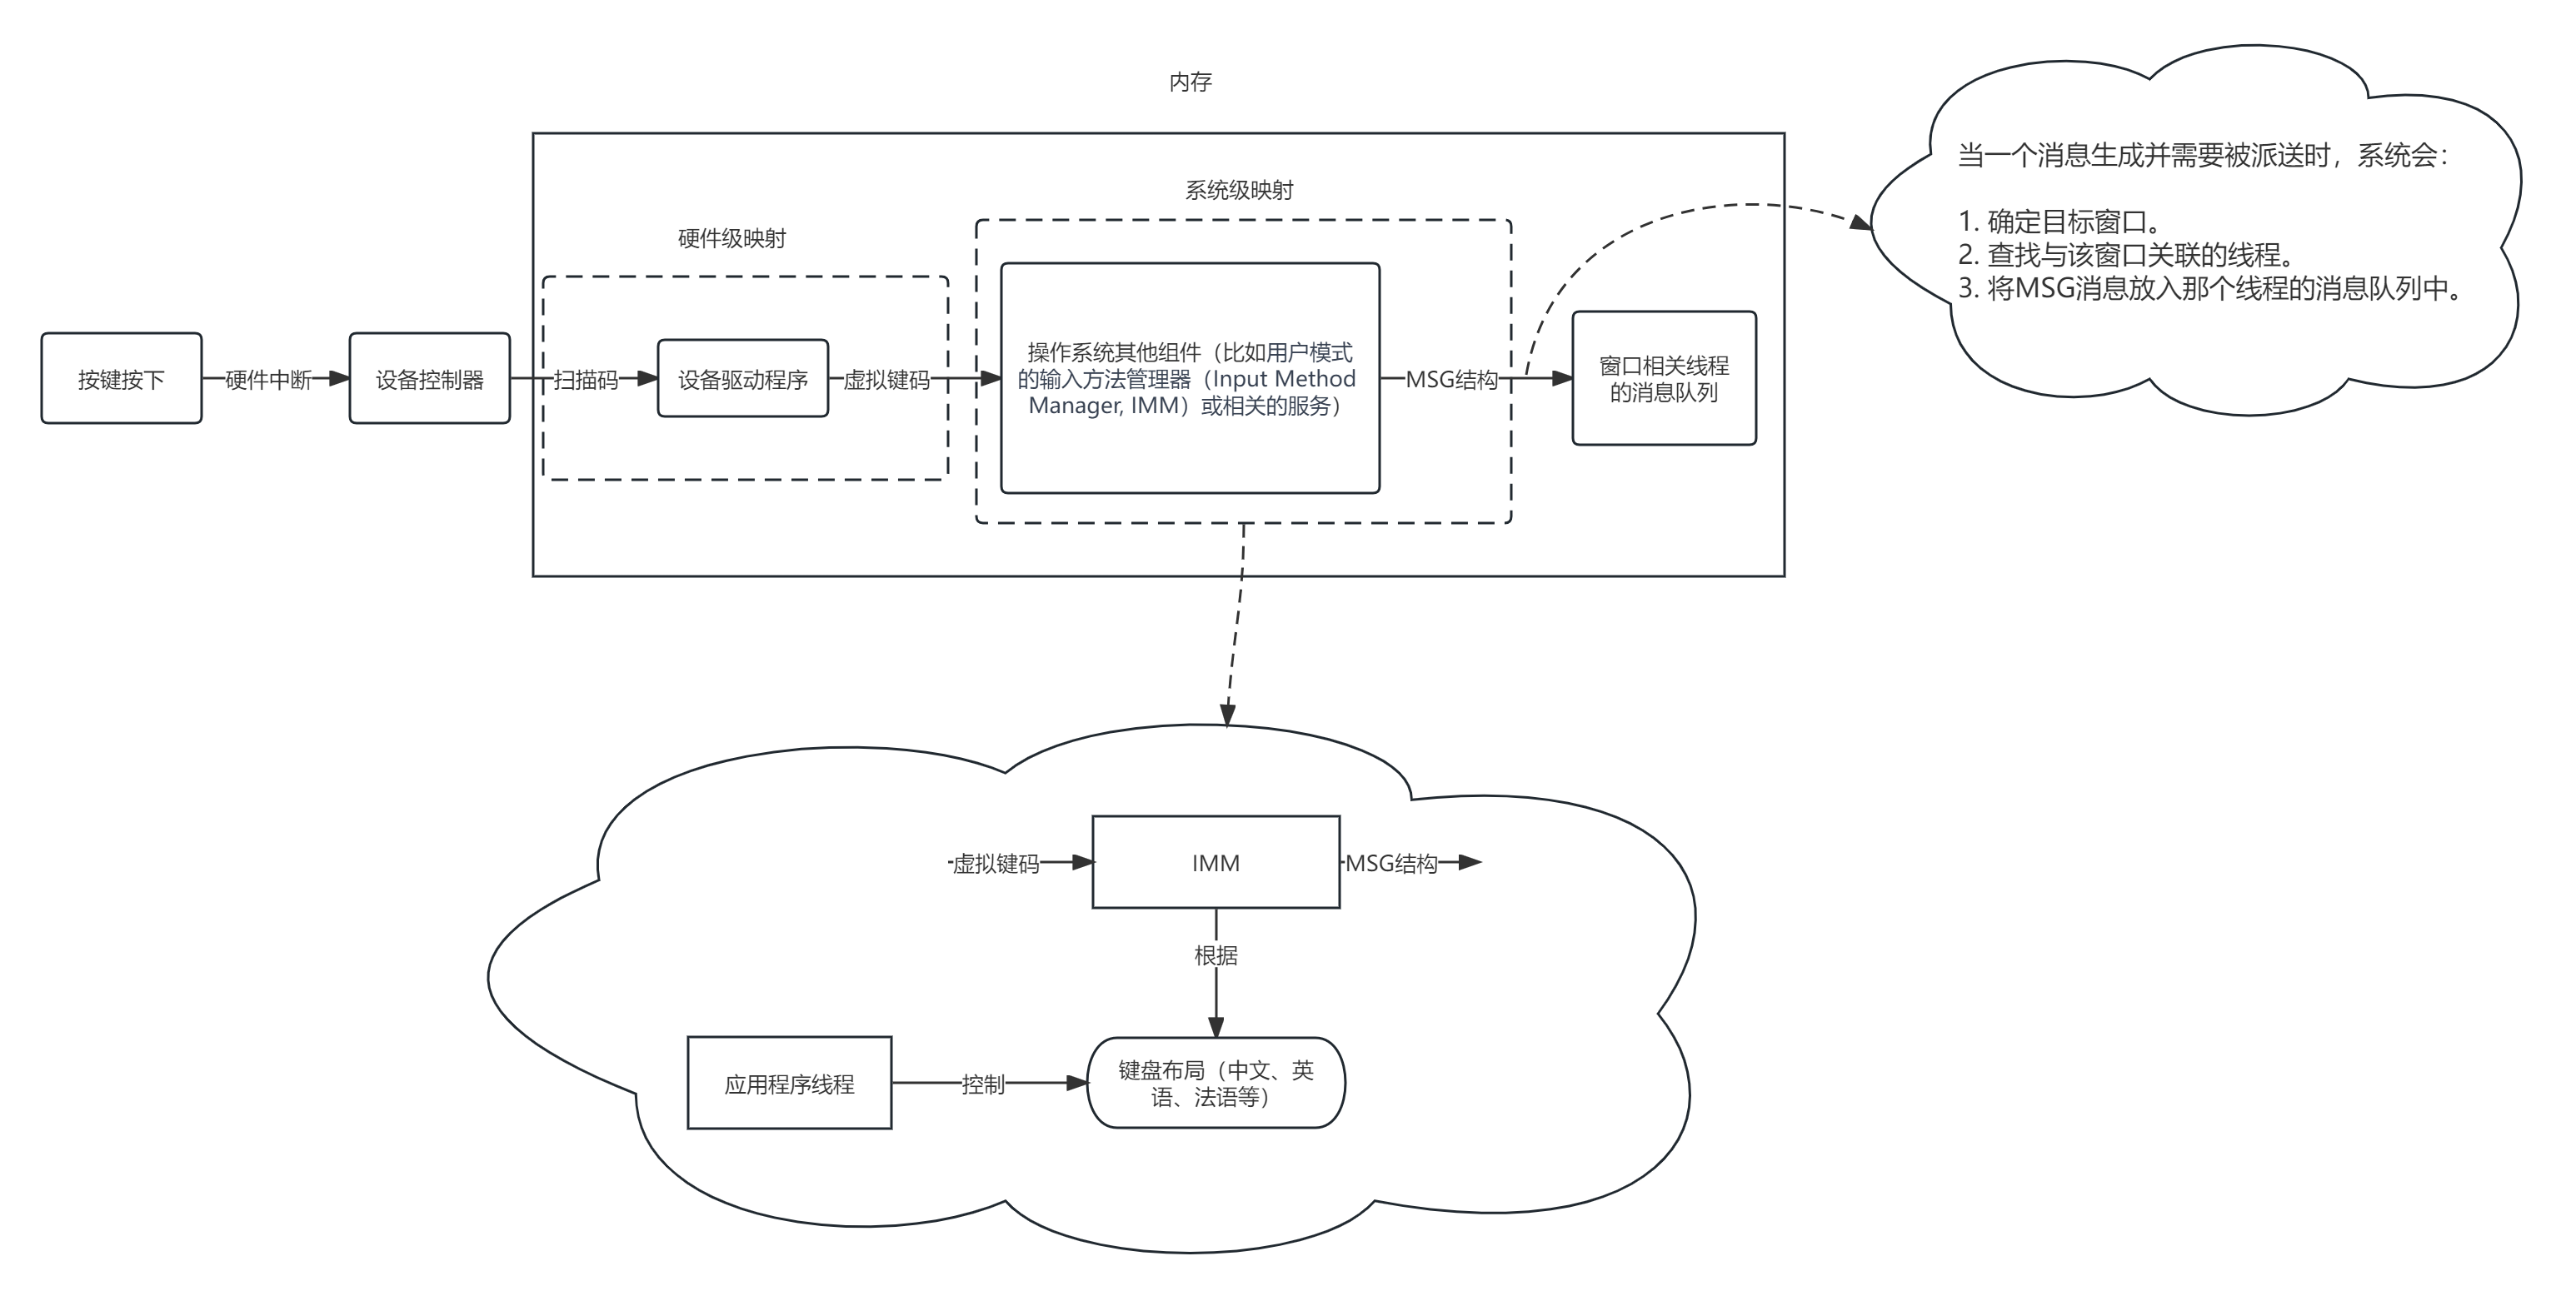 内存
当一个消息生成并需要被派送时，系统会：
1. 确定目标窗口。
2. 查找与该窗口关联的线程。
3. 将MSG消息放入那个线程的消息队列中。
系统级映射
硬件级映射
按键按下
硬件中断
设备控制器
扫描码
设备驱动程序
虚拟键码
操作系统其他组件（比如用户模式
的输入方法管理器（Input Method
Manager, IMM）或相关的服务）
MSG结构
窗口相关线程
的消息队列
虚拟键码
IMM
MSG结构
根据
应用程序线程
控制
键盘布局（中文、英
语、法语等）